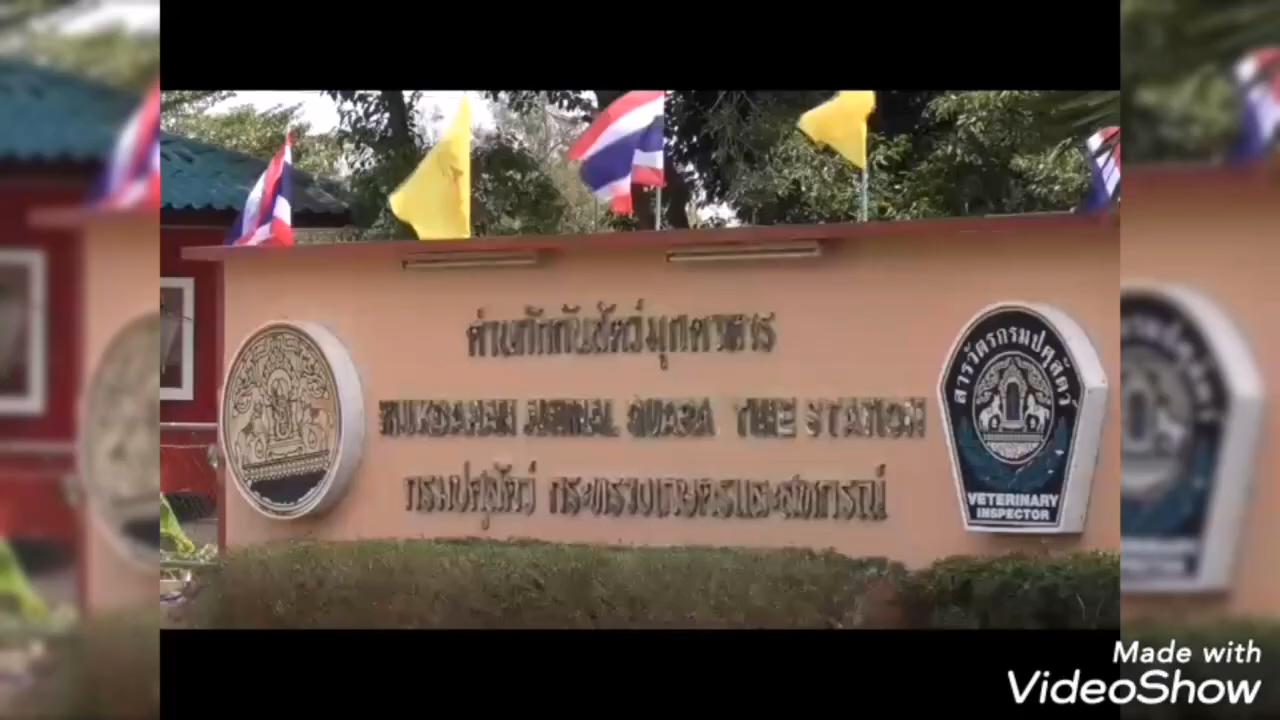 ด่านกักกันสัตว์มุกดาหาร
MUKDAHAN ANIMAL QUARA TINE STATION
กรมปศุสัตว์ กระทรวงเกษตรและสหกรณ์
สารวัตรกรมปศุสัตว์
VETERINARY
INSPECTOR
Made with
VideoShow